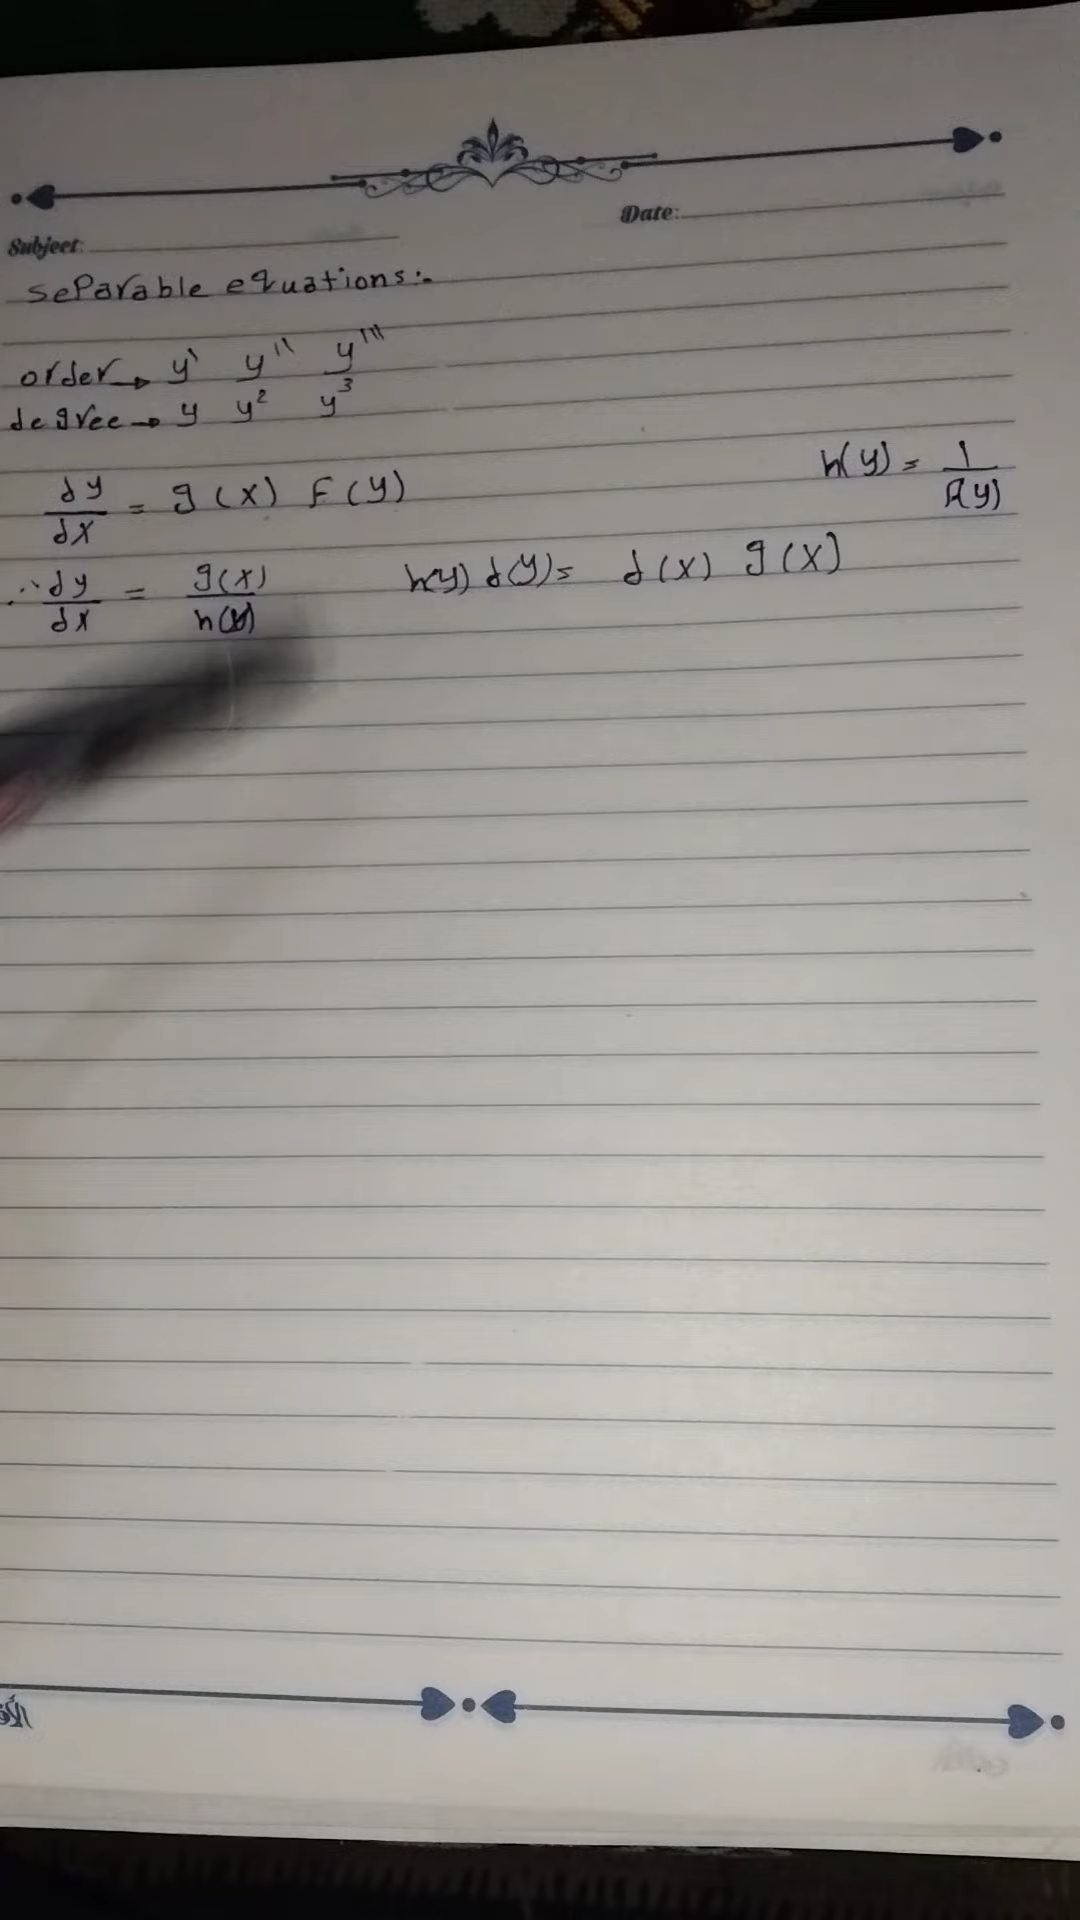 Date:
Subject:
separable equations:-
order → y' y'' y'''
degree → y y² y³
dy/dx = g(x) F(y) h(y) = 1/F(y)
∴ dy/dx = g(x)/h(y) h(y) d(y) = d(x) g(x)